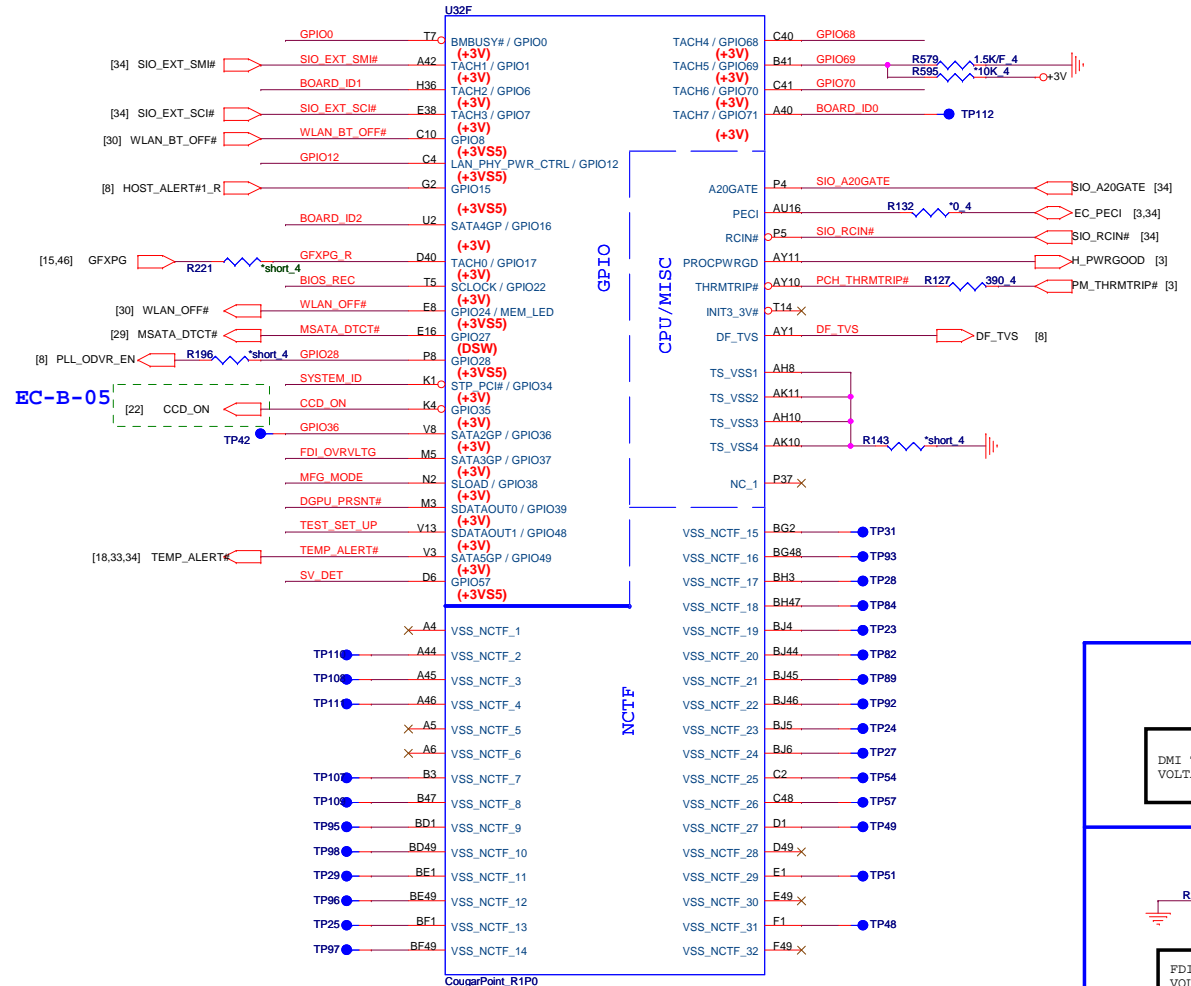 U32F
GPIO0 T7 BMBUSY# / GPIO0 (+3V)
[34] SIO_EXT_SMI# SIO_EXT_SMI# A42 TACH1 / GPIO1 (+3V)
BOARD_ID1 H36 TACH2 / GPIO6 (+3V)
[34] SIO_EXT_SCI# SIO_EXT_SCI# E38 TACH3 / GPIO7 (+3V)
[30] WLAN_BT_OFF# WLAN_BT_OFF# C10 GPIO8 (+3VS5)
GPIO12 C4 LAN_PHY_PWR_CTRL / GPIO12 (+3VS5)
[8] HOST_ALERT#1_R G2 GPIO15 (+3VS5)
BOARD_ID2 U2 SATA4GP / GPIO16 (+3V)
[15,46] GFXPG R221 *short_4 GFXPG_R D40 TACH0 / GPIO17 (+3V)
BIOS_REC T5 SCLOCK / GPIO22 (+3V)
[30] WLAN_OFF# WLAN_OFF# E8 GPIO24 / MEM_LED (+3VS5)
[29] MSATA_DTCT# MSATA_DTCT# E16 GPIO27 (DSW)
[8] PLL_ODVR_EN R196 *short_4 GPIO28 P8 GPIO28 (+3VS5)
SYSTEM_ID K1 STP_PCI# / GPIO34 (+3V)
EC-B-05
[22] CCD_ON CCD_ON K4 GPIO35 (+3V)
TP42 GPIO36 V8 SATA2GP / GPIO36 (+3V)
FDI_OVRVLTG M5 SATA3GP / GPIO37 (+3V)
MFG_MODE N2 SLOAD / GPIO38 (+3V)
DGPU_PRSNT# M3 SDATAOUT0 / GPIO39 (+3V)
TEST_SET_UP V13 SDATAOUT1 / GPIO48 (+3V)
[18,33,34] TEMP_ALERT# TEMP_ALERT# V3 SATA5GP / GPIO49 (+3V)
SV_DET D6 GPIO57 (+3VS5)
A4 VSS_NCTF_1
A44 VSS_NCTF_2
A45 VSS_NCTF_3
A46 VSS_NCTF_4
A5 VSS_NCTF_5
A6 VSS_NCTF_6
TP107 B3 VSS_NCTF_7
B47 VSS_NCTF_8
TP95 BD1 VSS_NCTF_9
TP98 BD49 VSS_NCTF_10
TP29 BE1 VSS_NCTF_11
TP96 BE49 VSS_NCTF_12
TP25 BF1 VSS_NCTF_13
TP97 BF49 VSS_NCTF_14
CougarPoint_R1P0
GPIO
CPU/MISC
NCTF
TACH4 / GPIO68 (+3V) C40 GPIO68
TACH5 / GPIO69 (+3V) B41 GPIO69 R579 1.5K/F_4
R595 *10K_4 +3V
TACH6 / GPIO70 (+3V) C41 GPIO70
TACH7 / GPIO71 (+3V) A40 BOARD_ID0 TP112
A20GATE P4 SIO_A20GATE SIO_A20GATE [34]
PECI AU16 R132 *0_4 EC_PECI [3,34]
RCIN# P5 SIO_RCIN# SIO_RCIN# [34]
PROCPWRGD AY11 H_PWRGOOD [3]
THRMTRIP# AY10 PCH_THRMTRIP# R127 390_4 PM_THRMTRIP# [3]
INIT3_3V# T14
DF_TVS AY1 DF_TVS DF_TVS [8]
TS_VSS1 AH8
TS_VSS2 AK11
TS_VSS3 AH10
TS_VSS4 AK10 R143 *short_4
NC_1 P37
VSS_NCTF_15 BG2 TP31
VSS_NCTF_16 BG48 TP93
VSS_NCTF_17 BH3 TP28
VSS_NCTF_18 BH47 TP84
VSS_NCTF_19 BJ4 TP23
VSS_NCTF_20 BJ44 TP82
VSS_NCTF_21 BJ45 TP89
VSS_NCTF_22 BJ46 TP92
VSS_NCTF_23 BJ5 TP24
VSS_NCTF_24 BJ6 TP27
VSS_NCTF_25 C2 TP54
VSS_NCTF_26 C48 TP57
VSS_NCTF_27 D1 TP49
VSS_NCTF_28 D49
VSS_NCTF_29 E1 TP51
VSS_NCTF_30 E49
VSS_NCTF_31 F1 TP48
VSS_NCTF_32 F49
DMI
R